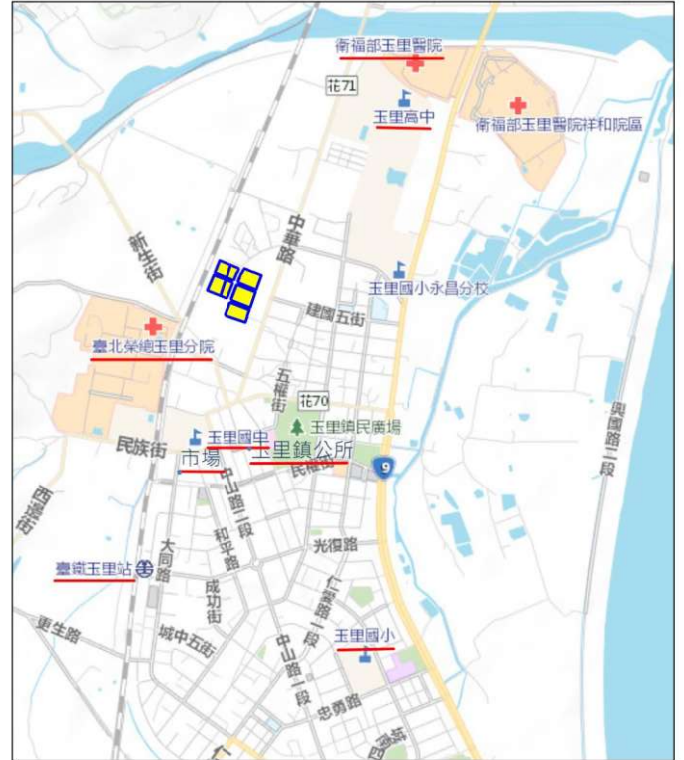 衛福部玉里醫院
花71
玉里高中
衛福部玉里醫院祥和院區
中華路
新生街
玉里國小永昌分校
建國五街
臺北榮總玉里分院
五權街
花70
興國路二段
玉里鎮民廣場
玉里國中
玉里鎮公所
民族街
市場
民權街
9
中山路二段
西邊街
和平路
光復路
大同路
臺鐵玉里站
成功街
仁愛路一段
更生路
城中五街
玉里國小
中山路一段
忠勇路